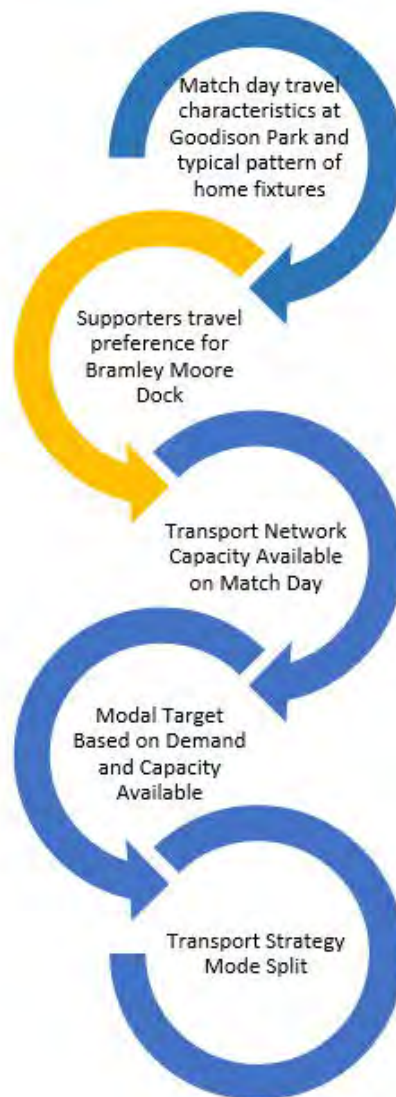 Match day travel
characteristics at
Goodison Park and
typical pattern of
home fixtures
Supporters travel
preference for
Bramley Moore
Dock
Transport Network
Capacity Available
on Match Day
Modal Target
Based on Demand
and Capacity
Available
Transport Strategy
Mode Split